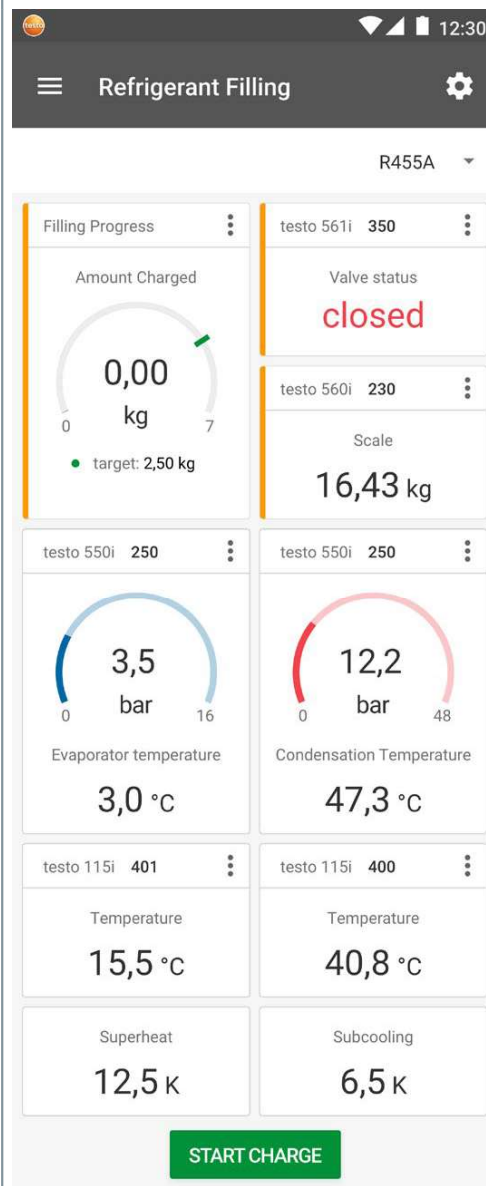 testo
12:30
Refrigerant Filling
R455A
Filling Progress
Amount Charged
0,00
kg
0
7
target: 2,50 kg
testo 561i 350
Valve status
closed
testo 560i 230
Scale
16,43 kg
testo 550i 250
3,5
bar
0
16
Evaporator temperature
3,0 °C
testo 550i 250
12,2
bar
0
48
Condensation Temperature
47,3 °C
testo 115i 401
Temperature
15,5 °C
testo 115i 400
Temperature
40,8 °C
Superheat
12,5 K
Subcooling
6,5 K
START CHARGE